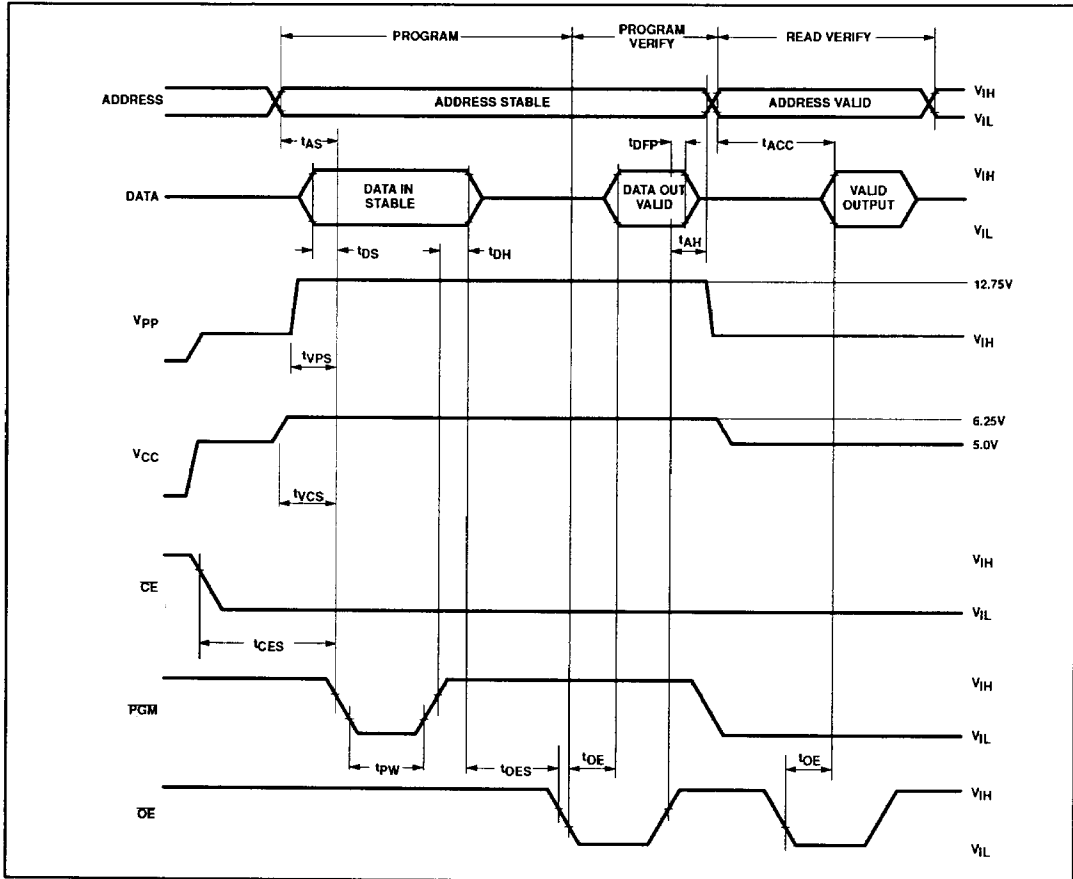 PROGRAM
PROGRAM
VERIFY
READ VERIFY
ADDRESS
ADDRESS STABLE
ADDRESS VALID
VIH
VIL
tAS
tDFP
tACC
DATA
DATA IN
STABLE
DATA OUT
VALID
VALID
OUTPUT
VIH
VIL
tDS
tDH
tAH
VPP
12.75V
VIH
tVPS
VCC
6.25V
5.0V
tVCS
CE
VIH
VIL
tCES
PGM
VIH
VIL
tPW
tOES
tOE
tOE
OE
VIH
VIL